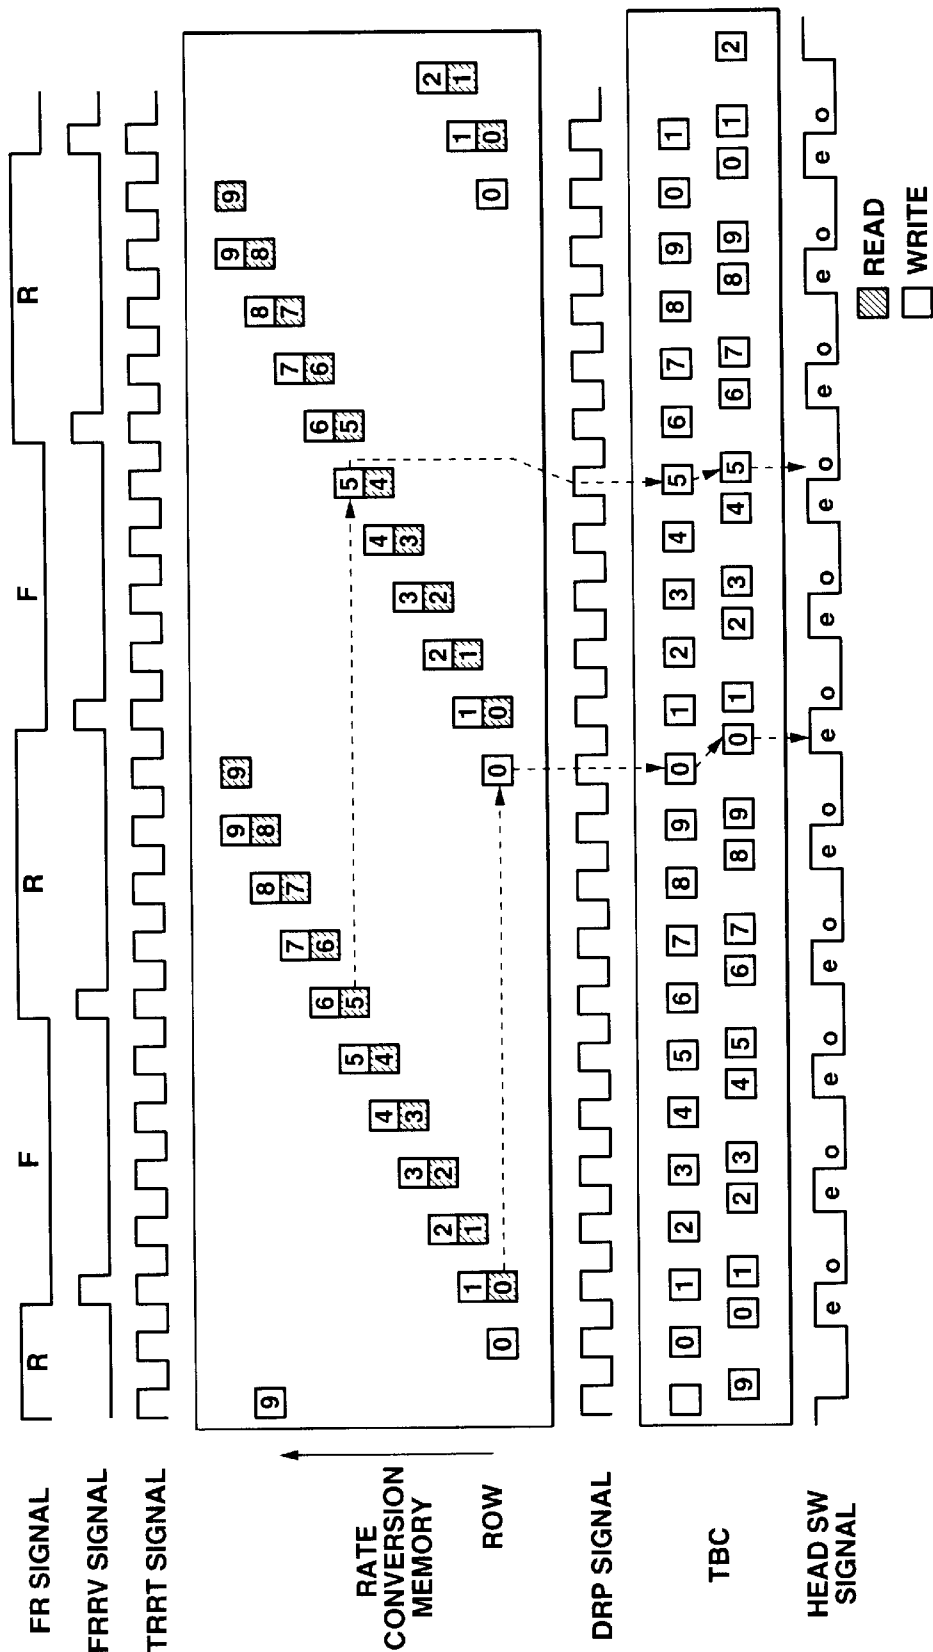 FR SIGNAL
R F R F R
FRRV SIGNAL
TRRT SIGNAL
RATE
CONVERSION
MEMORY
ROW
9 9 9 9
9 8 8 8 8
7 7 7 7
6 6 6 6
5 5 5 5
4 4 4 4
3 3 3 3
2 2 2 2 2
1 1 1 1 1 1
0 0 0 0 0 0
DRP SIGNAL
TBC
0 1 2 3 4 5 6 7 8 9 0 1 2 3 4 5 6 7 8 9 0 1
9 0 1 2 3 4 5 6 7 8 9 0 1 2 3 4 5 6 7 8 9 0 1 2
HEAD SW
SIGNAL
e o e o e o e o e o e o e o e o e o e o e o
READ
WRITE